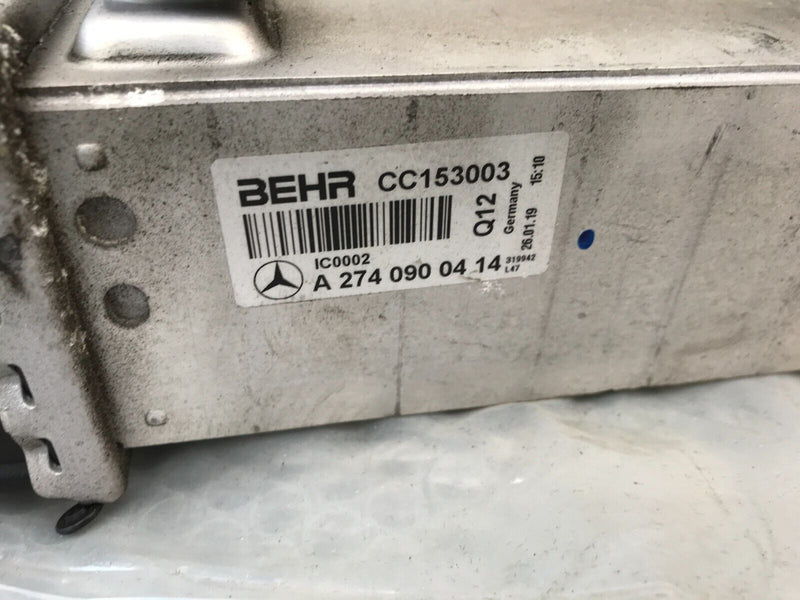 BEHR CC153003
IC0002
A 274 090 04 14
Q12
Germany
26.01.19 15:10
319942
L47